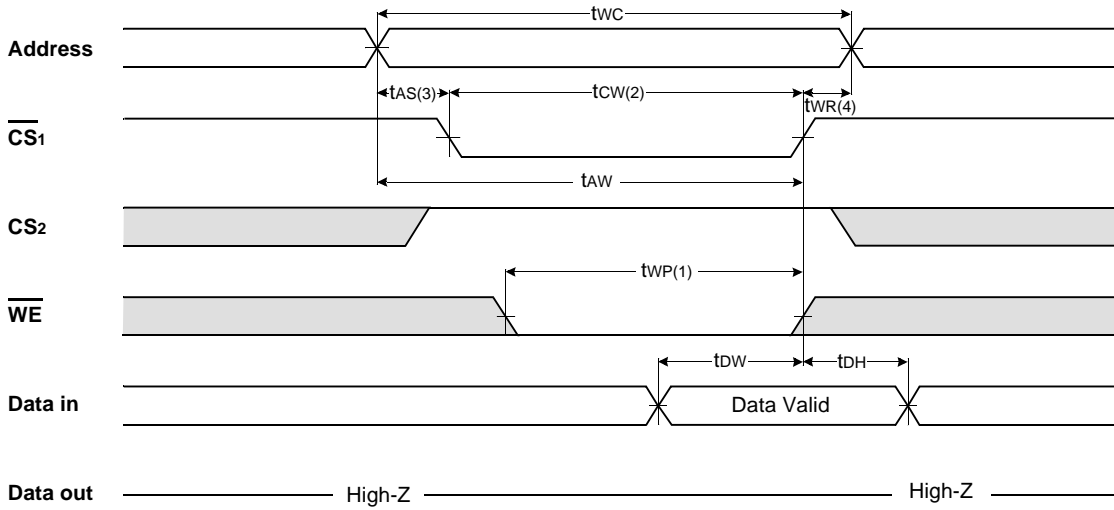 tWC
Address
tAS(3) tCW(2) tWR(4)
CS1
tAW
CS2
tWP(1)
WE
tDW tDH
Data in Data Valid
Data out High-Z High-Z